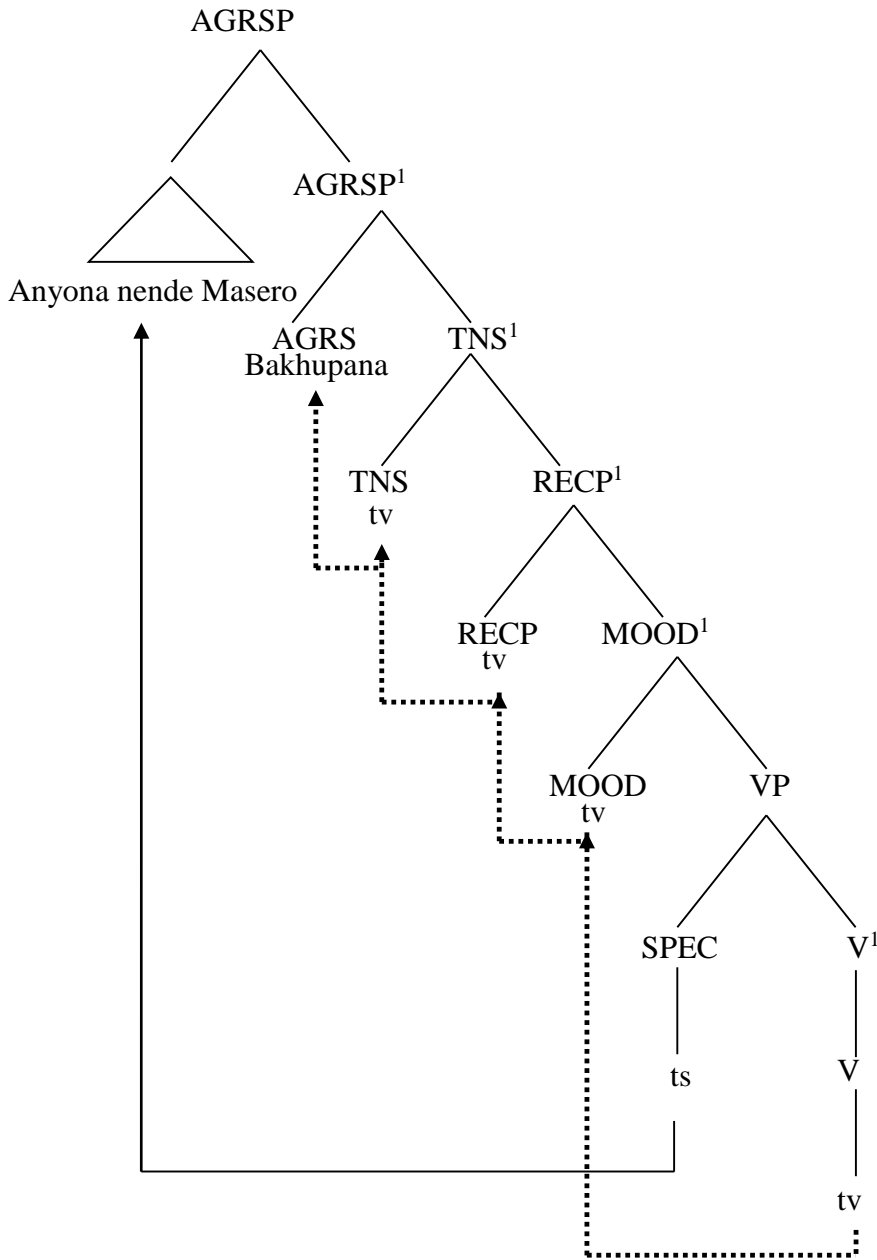 AGRSP
AGRSP¹
Anyona nende Masero
AGRS TNS¹
Bakhupana
TNS RECP¹
tv
RECP MOOD¹
tv
MOOD VP
tv
SPEC V¹
ts V
tv